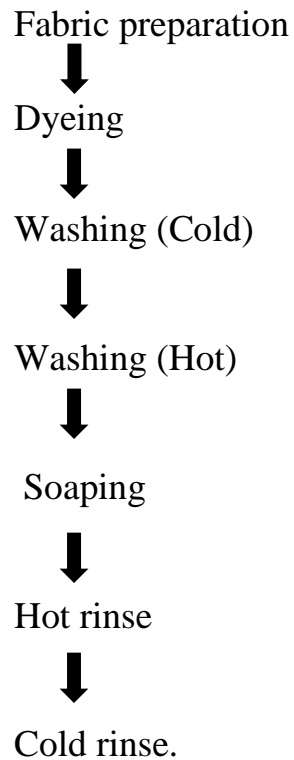 Fabric preparation
Dyeing
Washing (Cold)
Washing (Hot)
Soaping
Hot rinse
Cold rinse.